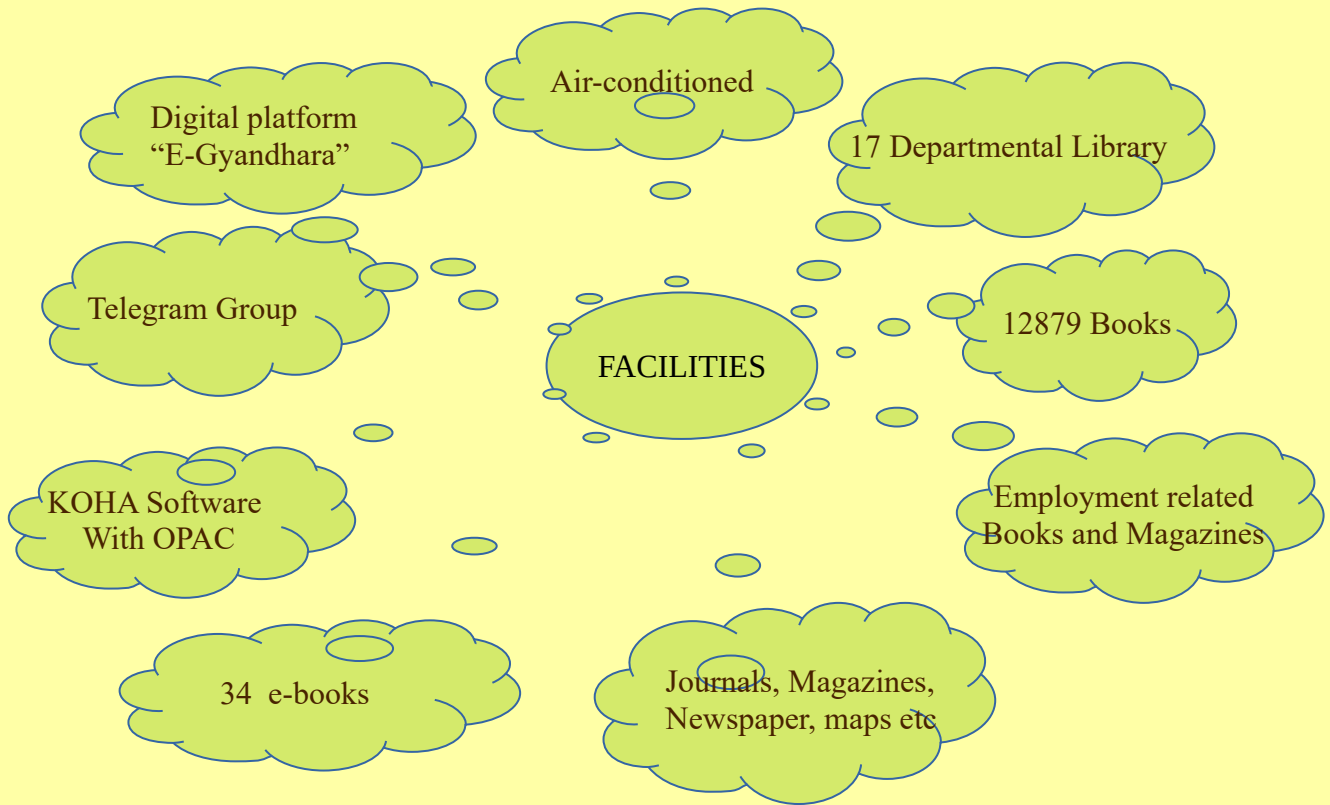 Air-conditioned
Digital platform
“E-Gyandhara”
17 Departmental Library
Telegram Group
12879 Books
FACILITIES
KOHA Software
With OPAC
Employment related
Books and Magazines
34  e-books
Journals, Magazines,
Newspaper, maps etc